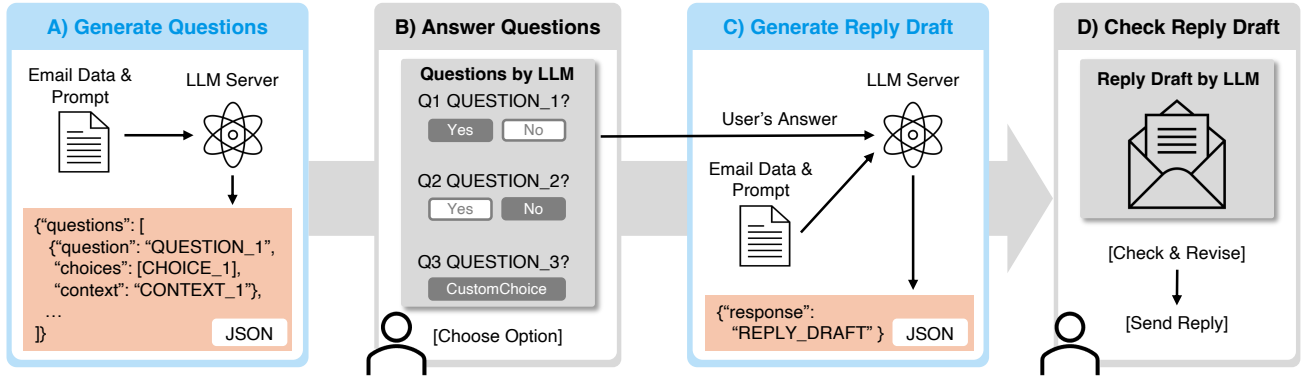 A) Generate Questions
Email Data &
Prompt
LLM Server
{“questions”: [
{“question”: “QUESTION_1”,
“choices”: [CHOICE_1],
“context”: “CONTEXT_1”},
…
]}
JSON
B) Answer Questions
Questions by LLM
Q1 QUESTION_1?
Yes No
Q2 QUESTION_2?
Yes No
Q3 QUESTION_3?
CustomChoice
[Choose Option]
C) Generate Reply Draft
LLM Server
User’s Answer
Email Data &
Prompt
{“response”:
“REPLY_DRAFT” }
JSON
D) Check Reply Draft
Reply Draft by LLM
[Check & Revise]
[Send Reply]